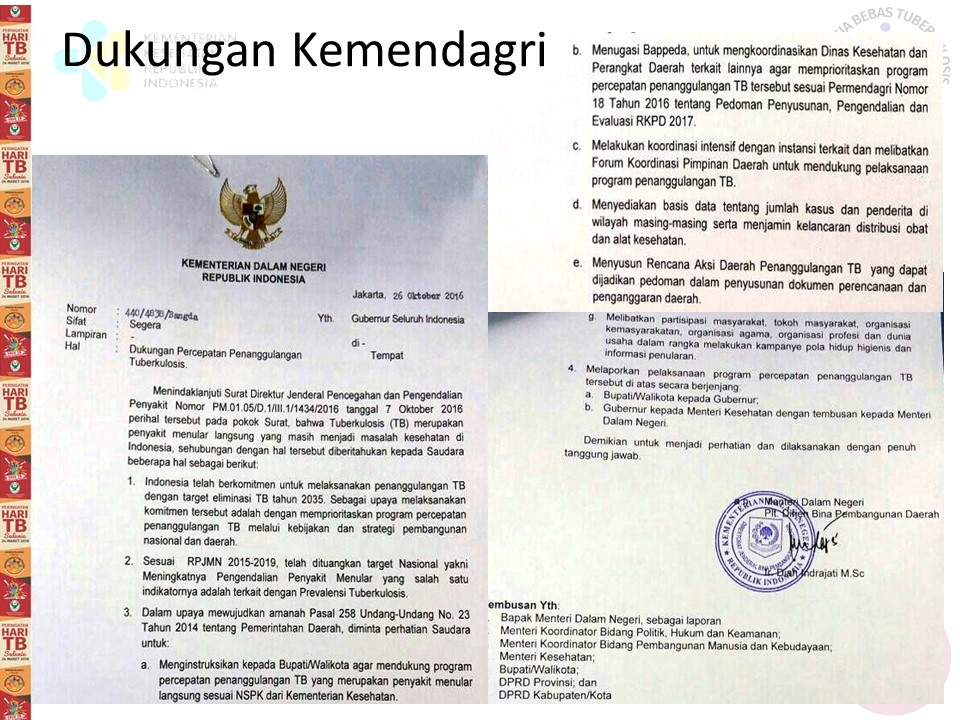 Dukungan Kemendagri
KEMENTERIAN
KESEHATAN
REPUBLIK
INDONESIA
KEMENTERIAN DALAM NEGERI
REPUBLIK INDONESIA
Jakarta, 26 Oktober 2016
Nomor : 440/4838/Bangda
Sifat : Segera
Lampiran : -
Hal : Dukungan Percepatan Penanggulangan
Tuberkulosis.
Yth. Gubernur Seluruh Indonesia
di -
Tempat
Menindaklanjuti Surat Direktur Jenderal Pencegahan dan Pengendalian
Penyakit Nomor PM.01.05/D.1/III.1/1434/2016 tanggal 7 Oktober 2016
perihal tersebut pada pokok Surat, bahwa Tuberkulosis (TB) merupakan
penyakit menular langsung yang masih menjadi masalah kesehatan di
Indonesia, sehubungan dengan hal tersebut diberitahukan kepada Saudara
beberapa hal sebagai berikut:
1. Indonesia telah berkomitmen untuk melaksanakan penanggulangan TB
dengan target eliminasi TB tahun 2035. Sebagai upaya melaksanakan
komitmen tersebut adalah dengan memprioritaskan program percepatan
penanggulangan TB melalui kebijakan dan strategi pembangunan
nasional dan daerah.
2. Sesuai RPJMN 2015-2019, telah dituangkan target Nasional yakni
Meningkatnya Pengendalian Penyakit Menular yang salah satu
indikatornya adalah terkait dengan Prevalensi Tuberkulosis.
3. Dalam upaya mewujudkan amanah Pasal 258 Undang-Undang No. 23
Tahun 2014 tentang Pemerintahan Daerah, diminta perhatian Saudara
untuk:
a. Menginstruksikan kepada Bupati/Walikota agar mendukung program
percepatan penanggulangan TB yang merupakan penyakit menular
langsung sesuai NSPK dari Kementerian Kesehatan.
b. Menugasi Bappeda, untuk mengkoordinasikan Dinas Kesehatan dan
Perangkat Daerah terkait lainnya agar memprioritaskan program
percepatan penanggulangan TB tersebut sesuai Permendagri Nomor
18 Tahun 2016 tentang Pedoman Penyusunan, Pengendalian dan
Evaluasi RKPD 2017.
c. Melakukan koordinasi intensif dengan instansi terkait dan melibatkan
Forum Koordinasi Pimpinan Daerah untuk mendukung pelaksanaan
program penanggulangan TB.
d. Menyediakan basis data tentang jumlah kasus dan penderita di
wilayah masing-masing serta menjamin kelancaran distribusi obat
dan alat kesehatan.
e. Menyusun Rencana Aksi Daerah Penanggulangan TB yang dapat
dijadikan pedoman dalam penyusunan dokumen perencanaan dan
penganggaran daerah.
g. Melibatkan partisipasi masyarakat, tokoh masyarakat, organisasi
kemasyarakatan, organisasi agama, organisasi profesi dan dunia
usaha dalam rangka melakukan kampanye pola hidup higienis dan
informasi penularan.
4. Melaporkan pelaksanaan program percepatan penanggulangan TB
tersebut di atas secara berjenjang:
a. Bupati/Walikota kepada Gubernur;
b. Gubernur kepada Menteri Kesehatan dengan tembusan kepada Menteri
Dalam Negeri.
Demikian untuk menjadi perhatian dan dilaksanakan dengan penuh
tanggung jawab.
Menteri Dalam Negeri
Plt. Dirjen Bina Pembangunan Daerah
Ir. Diah Indrajati M.Sc
embusan Yth:
Bapak Menteri Dalam Negeri, sebagai laporan
Menteri Koordinator Bidang Politik, Hukum dan Keamanan;
Menteri Koordinator Bidang Pembangunan Manusia dan Kebudayaan;
Menteri Kesehatan;
Bupati/Walikota;
DPRD Provinsi; dan
DPRD Kabupaten/Kota